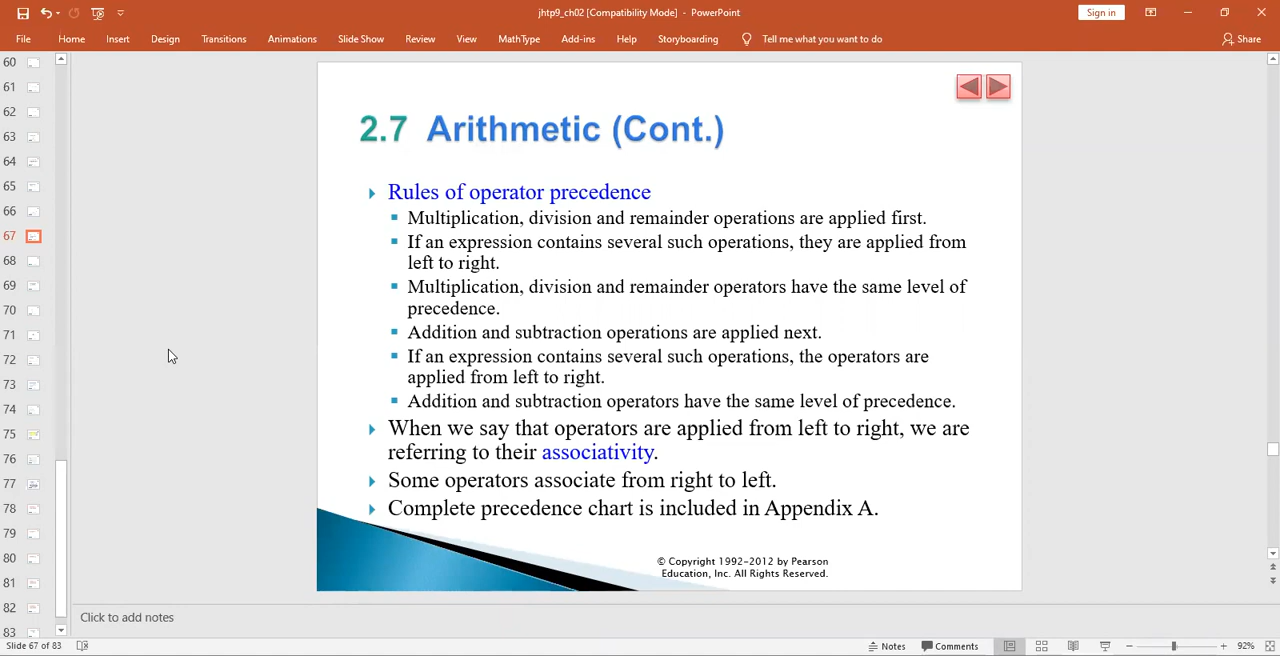 jhtp9_ch02 [Compatibility Mode] - PowerPoint
Sign in
File Home Insert Design Transitions Animations Slide Show Review View MathType Add-ins Help Storyboarding Tell me what you want to do Share
60
61
62
63
64
65
66
67
68
69
70
71
72
73
74
75
76
77
78
79
80
81
82
83
2.7 Arithmetic (Cont.)
Rules of operator precedence
Multiplication, division and remainder operations are applied first.
If an expression contains several such operations, they are applied from
left to right.
Multiplication, division and remainder operators have the same level of
precedence.
Addition and subtraction operations are applied next.
If an expression contains several such operations, the operators are
applied from left to right.
Addition and subtraction operators have the same level of precedence.
When we say that operators are applied from left to right, we are
referring to their associativity.
Some operators associate from right to left.
Complete precedence chart is included in Appendix A.
© Copyright 1992-2012 by Pearson
Education, Inc. All Rights Reserved.
Click to add notes
Slide 67 of 83
Notes Comments 92%